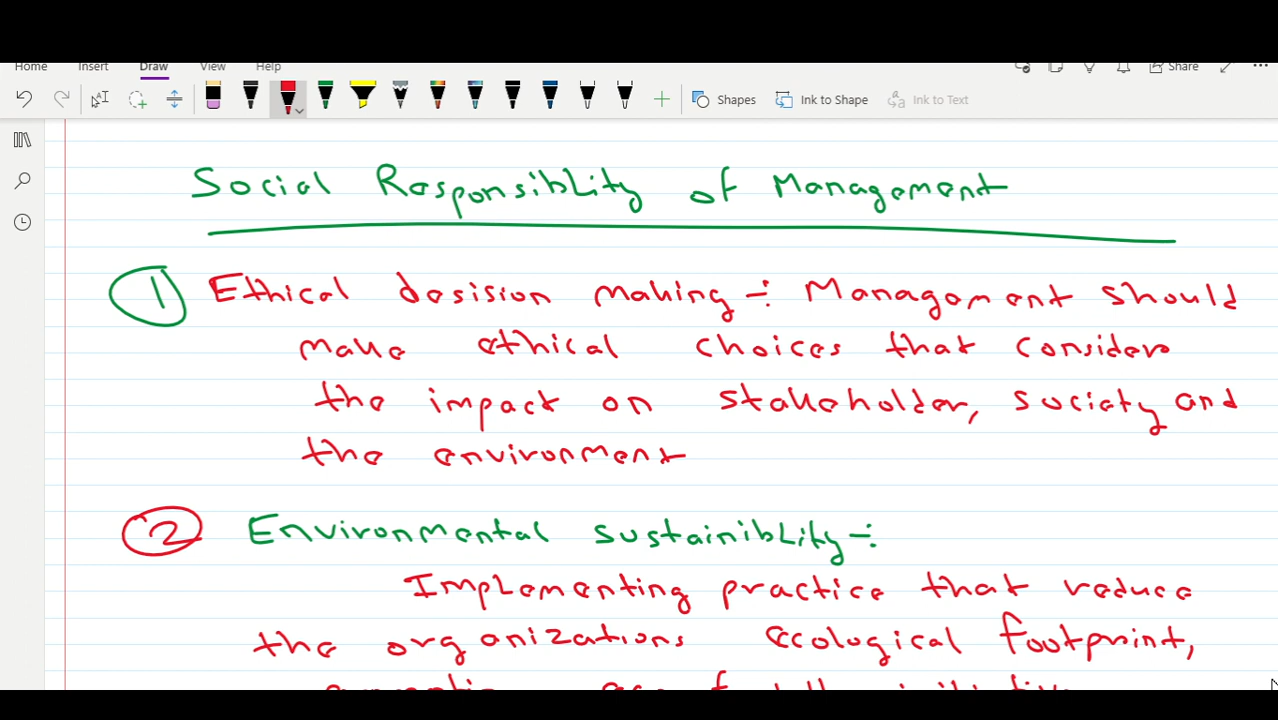 Home Insert Draw View Help Share
Shapes Ink to Shape Ink to Text
Social Responsiblity of Management
1 Ethical decision making ÷ Management should
make ethical choices that consider
the impact on stakeholder, society and
the environment
2 Environmental sustainiblity ÷
Implementing practice that reduce
the organizations ecological footprint,